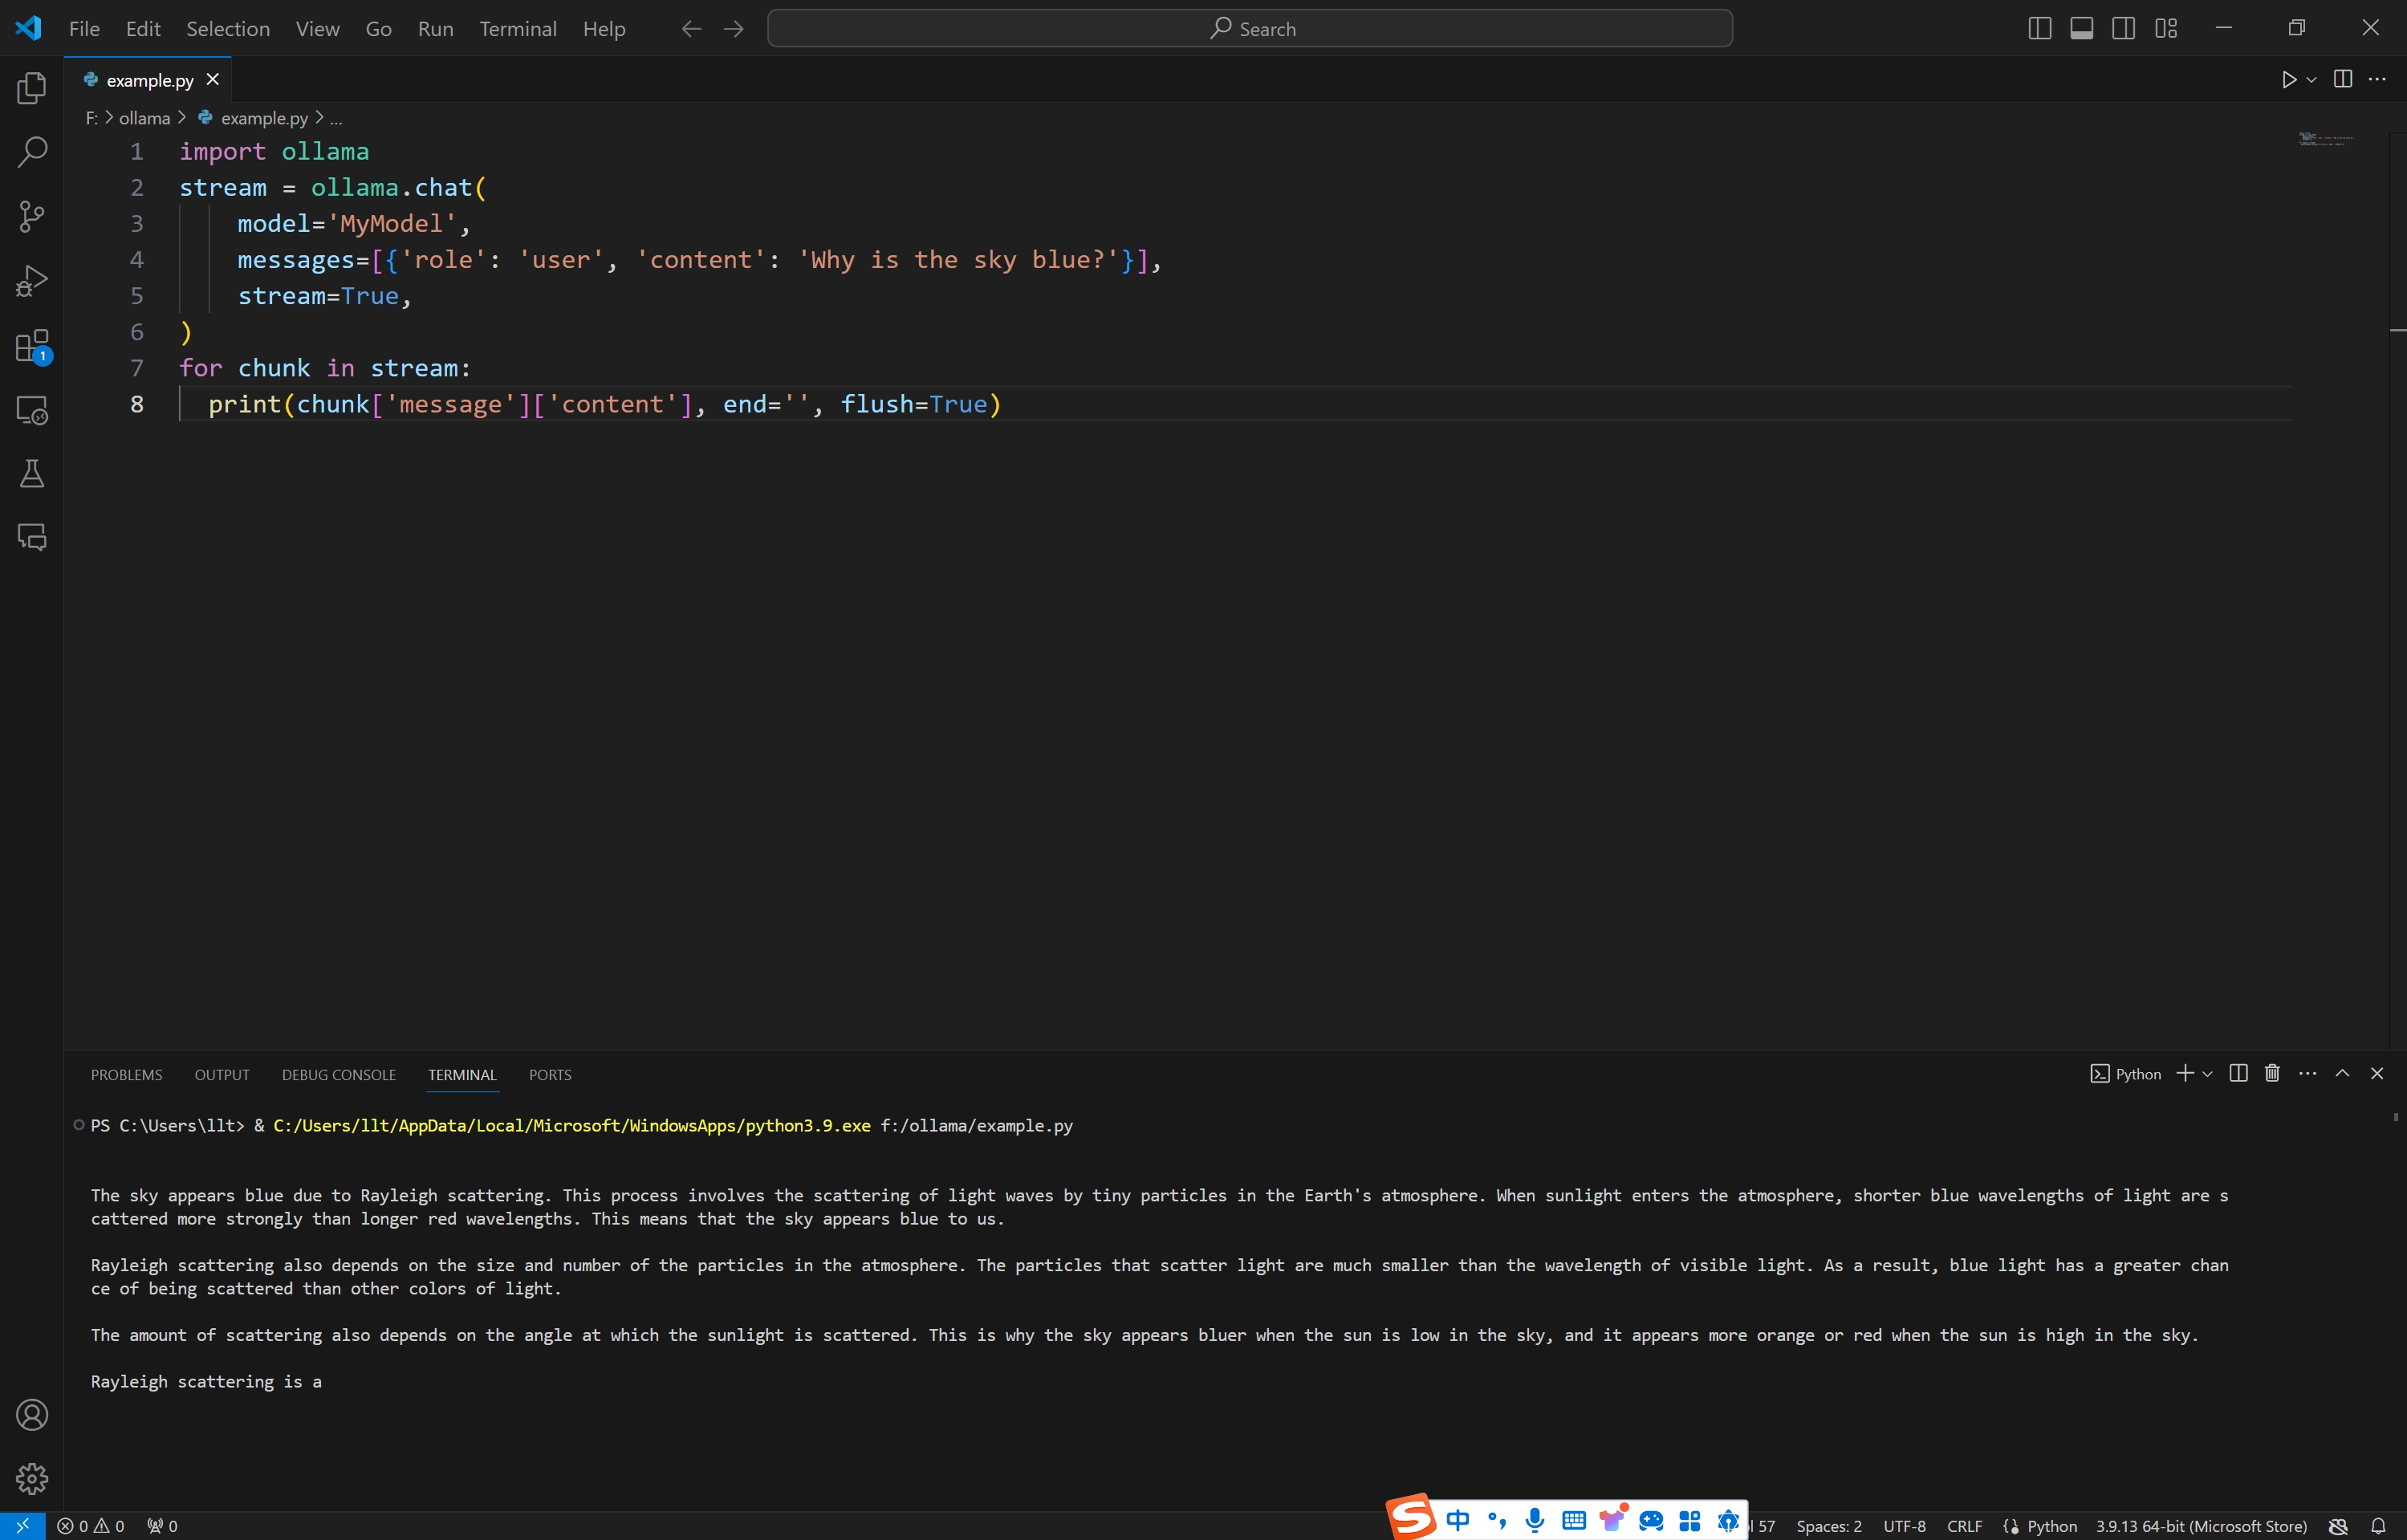 File Edit Selection View Go Run Terminal Help Search
example.py
F: > ollama > example.py > ...
1 import ollama
2 stream = ollama.chat(
3 model='MyModel',
4 messages=[{'role': 'user', 'content': 'Why is the sky blue?'}],
5 stream=True,
6 )
7 for chunk in stream:
8 print(chunk['message']['content'], end='', flush=True)
1
PROBLEMS OUTPUT DEBUG CONSOLE TERMINAL PORTS Python
PS C:\Users\llt> & C:/Users/llt/AppData/Local/Microsoft/WindowsApps/python3.9.exe f:/ollama/example.py
The sky appears blue due to Rayleigh scattering. This process involves the scattering of light waves by tiny particles in the Earth's atmosphere. When sunlight enters the atmosphere, shorter blue wavelengths of light are s
cattered more strongly than longer red wavelengths. This means that the sky appears blue to us.
Rayleigh scattering also depends on the size and number of the particles in the atmosphere. The particles that scatter light are much smaller than the wavelength of visible light. As a result, blue light has a greater chan
ce of being scattered than other colors of light.
The amount of scattering also depends on the angle at which the sunlight is scattered. This is why the sky appears bluer when the sun is low in the sky, and it appears more orange or red when the sun is high in the sky.
Rayleigh scattering is a
0 0 0 中 57 Spaces: 2 UTF-8 CRLF Python 3.9.13 64-bit (Microsoft Store)